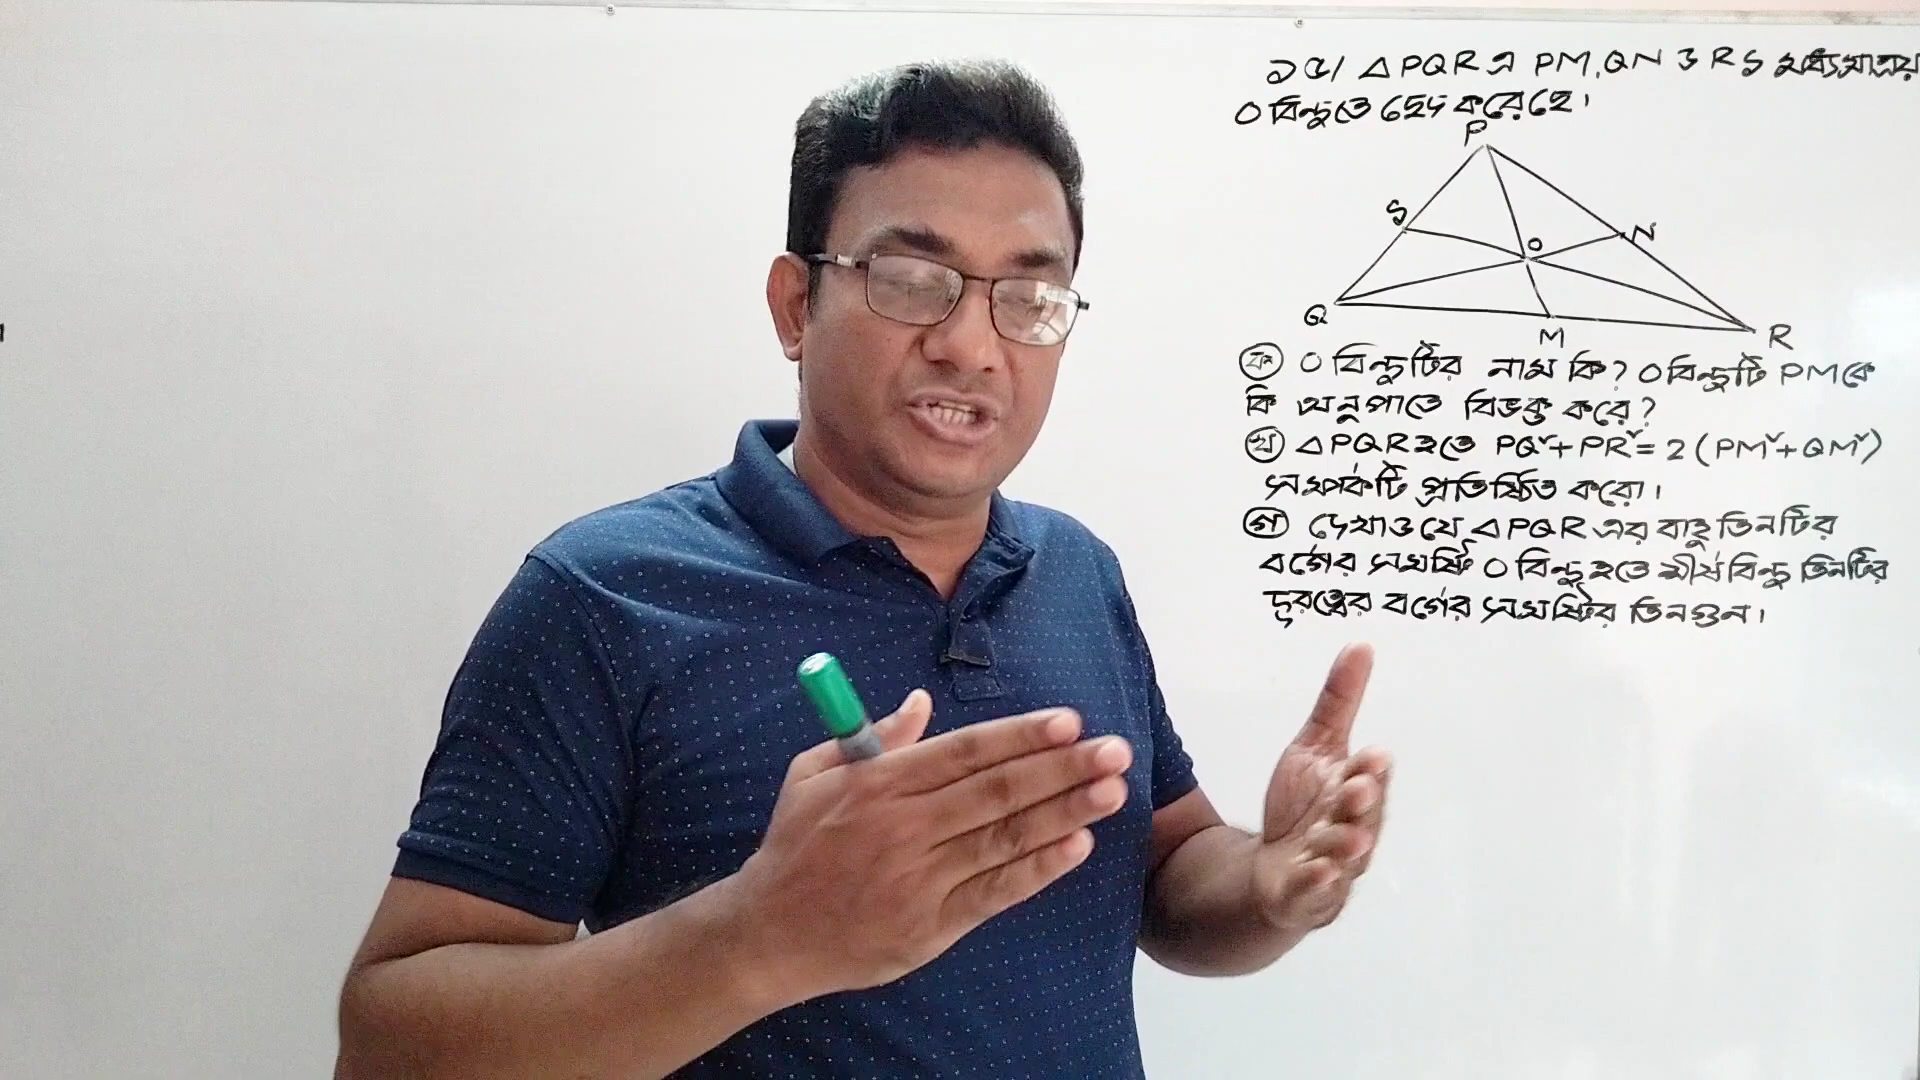 ১৫। △PQR এ PM, QN ও RS মধ্যমাত্রয়
O বিন্দুতে ছেদ করেছে।
P
S
N
O
Q
M
R
ক O বিন্দুটির নাম কি? O বিন্দুটি PM কে
কি অনুপাতে বিভক্ত করে?
খ △PQR হতে PQ²+PR²= 2 (PM²+QM²)
সম্পর্কটি প্রতিষ্ঠিত করো।
গ দেখাও যে △PQR এর বাহু তিনটির
বর্গের সমষ্টি O বিন্দু হতে শীর্ষবিন্দু তিনটির
দূরত্বের বর্গের সমষ্টির তিনগুন।